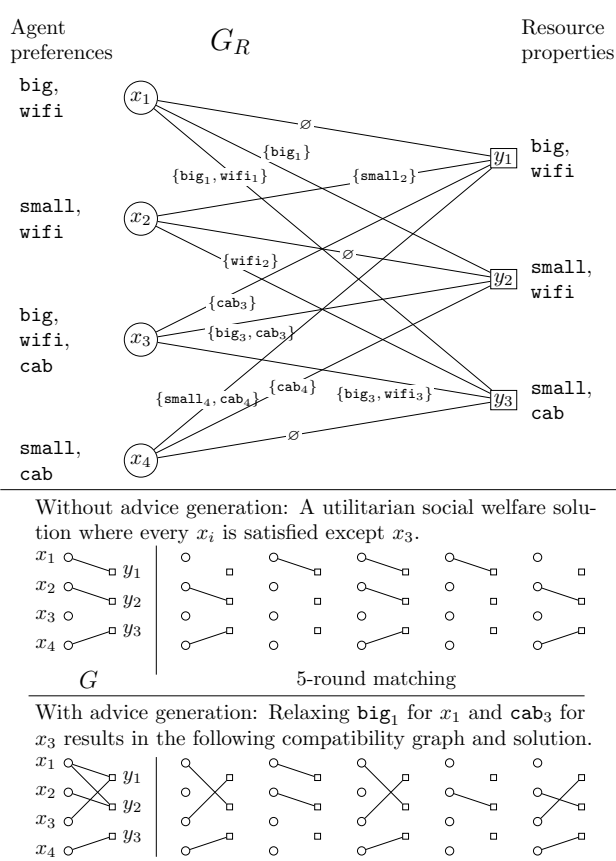 Agent
preferences
G_R
Resource
properties
big,
wifi
x_1
∅
{big_1}
{big_1, wifi_1}
y_1
big,
wifi
{small_2}
small,
wifi
x_2
∅
{wifi_2}
y_2
small,
wifi
{cab_3}
big,
wifi,
cab
x_3
{big_3, cab_3}
{small_4, cab_4}
{cab_4}
{big_3, wifi_3}
y_3
small,
cab
small,
cab
x_4
∅
Without advice generation: A utilitarian social welfare solu-
tion where every x_i is satisfied except x_3.
x_1
y_1
x_2
y_2
x_3
y_3
x_4
G
5-round matching
With advice generation: Relaxing big_1 for x_1 and cab_3 for
x_3 results in the following compatibility graph and solution.
x_1
y_1
x_2
y_2
x_3
y_3
x_4